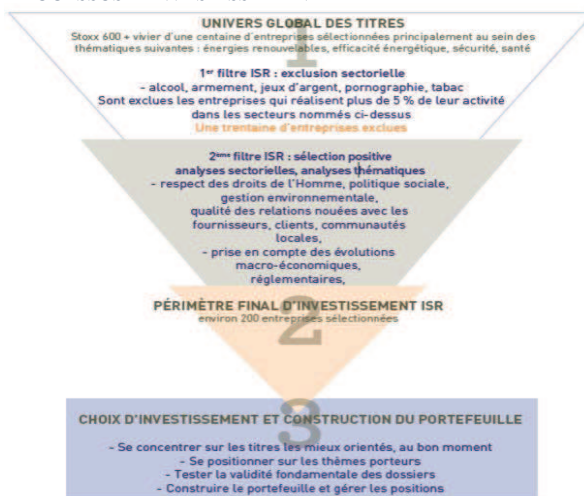 UNIVERS GLOBAL DES TITRES
1
Stoxx 600 + vivier d'une centaine d'entreprises sélectionnées principalement au sein des
thématiques suivantes : énergies renouvelables, efficacité énergétique, sécurité, santé
1er filtre ISR : exclusion sectorielle
- alcool, armement, jeux d'argent, pornographie, tabac
Sont exclues les entreprises qui réalisent plus de 5 % de leur activité
dans les secteurs nommés ci-dessus
Une trentaine d'entreprises exclues
2ème filtre ISR : sélection positive
analyses sectorielles, analyses thématiques
- respect des droits de l'Homme, politique sociale,
gestion environnementale,
qualité des relations nouées avec les
fournisseurs, clients, communautés
locales,
- prise en compte des évolutions
macro-économiques,
réglementaires,
PÉRIMÈTRE FINAL D'INVESTISSEMENT ISR
environ 200 entreprises sélectionnées
2
3
CHOIX D'INVESTISSEMENT ET CONSTRUCTION DU PORTEFEUILLE
- Se concentrer sur les titres les mieux orientés, au bon moment
- Se positionner sur les thèmes porteurs
- Tester la validité fondamentale des dossiers
- Construire le portefeuille et gérer les positions